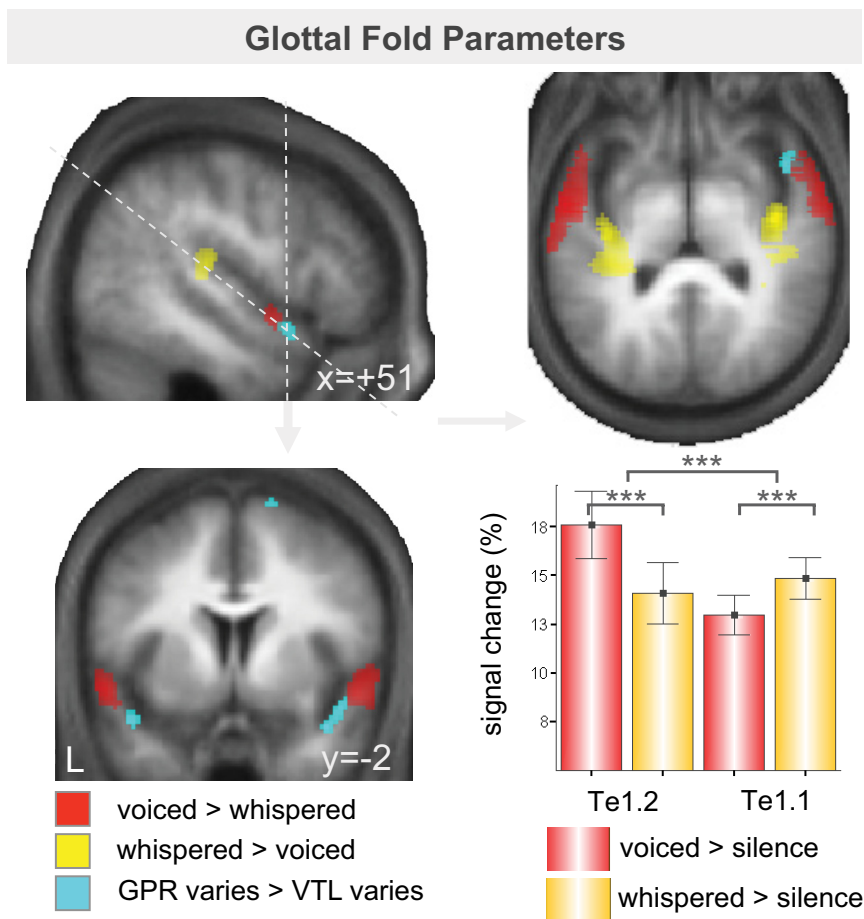 Glottal Fold Parameters
x=+51
L
y=-2
voiced > whispered
whispered > voiced
GPR varies > VTL varies
***
*** ***
signal change (%)
18
15
13
10
8
Te1.2 Te1.1
voiced > silence
whispered > silence